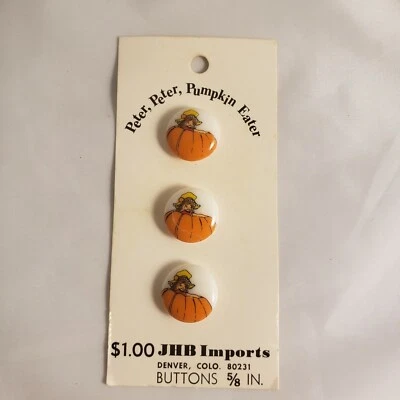 Peter, Peter, Pumpkin Eater
$1.00 JHB Imports
DENVER, COLO. 80231
BUTTONS 5/8 IN.